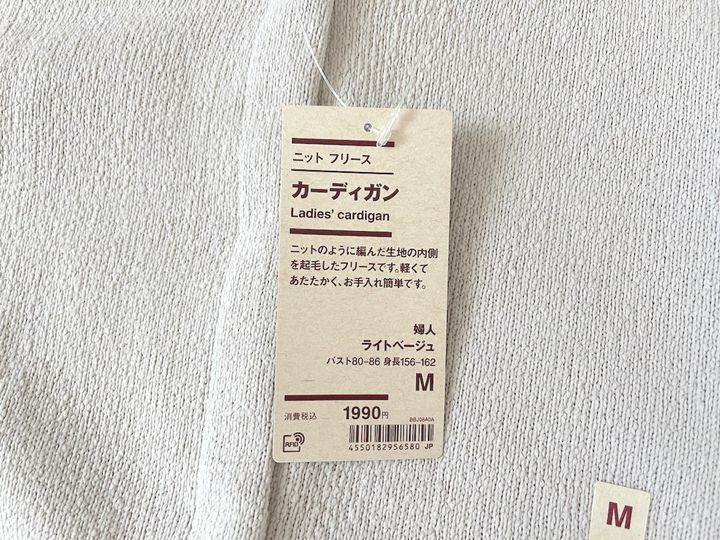 ニット フリース
カーディガン
Ladies' cardigan
ニットのように編んだ生地の内側
を起毛したフリースです。軽くて
あたたかく、お手入れ簡単です。
婦人
ライトベージュ
バスト80-86 身長156-162
M
消費税込 1990円
BBJ08A0A
RFID
4550182956580 JP
M